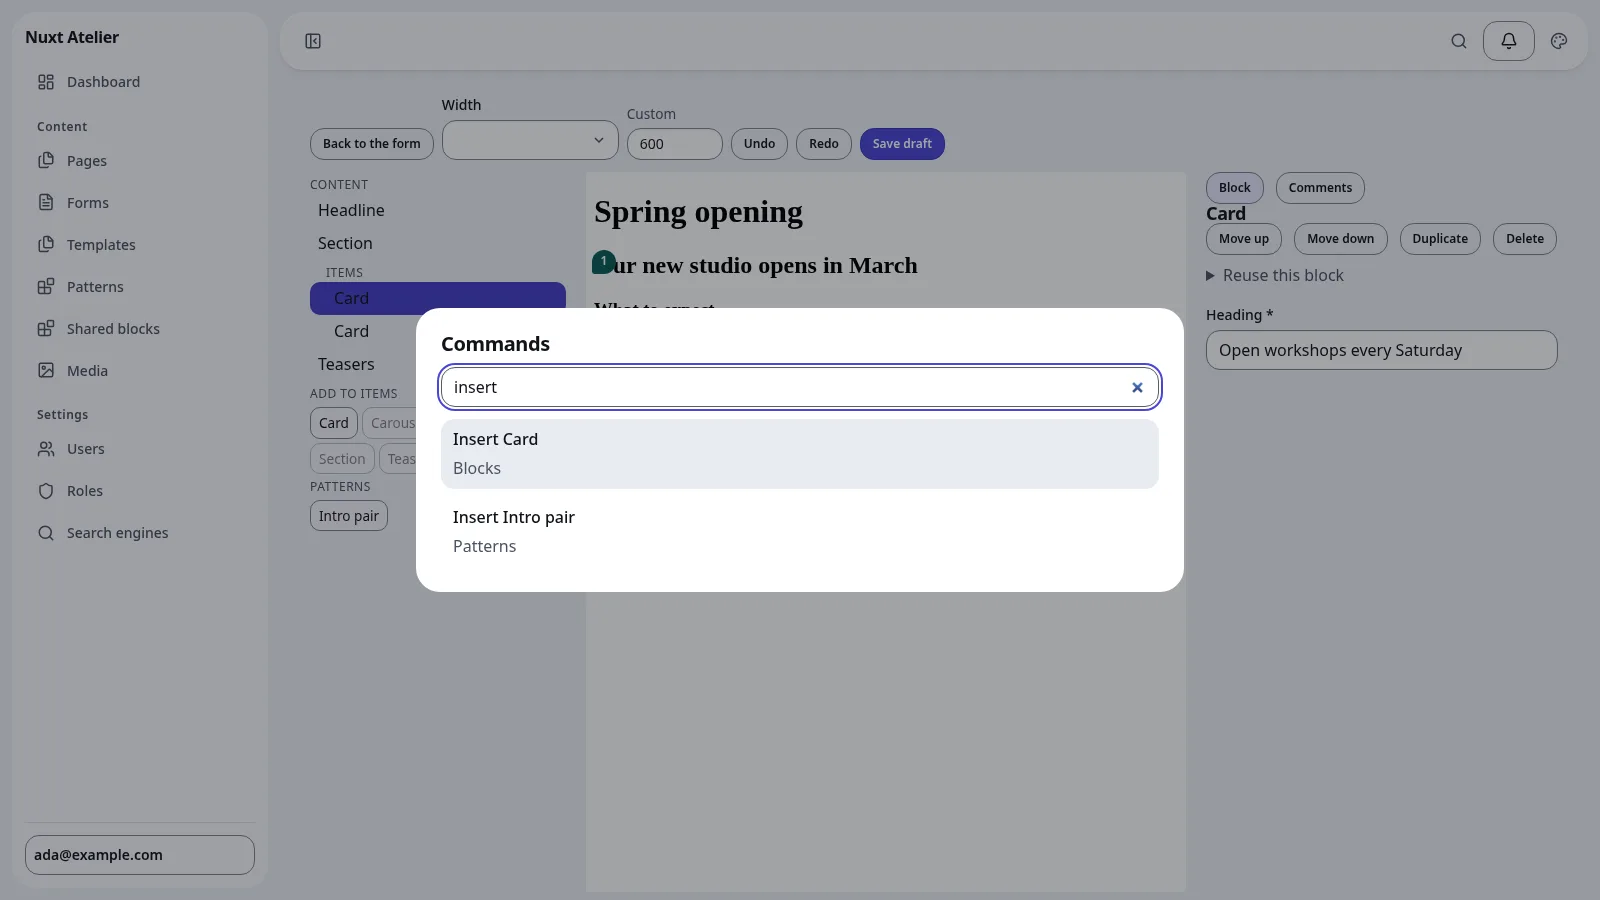 Nuxt Atelier
Dashboard
Content
Pages
Forms
Templates
Patterns
Shared blocks
Media
Settings
Users
Roles
Search engines
ada@example.com
Width
Custom
Back to the form
600
Undo
Redo
Save draft
CONTENT
Headline
Section
ITEMS
Card
Card
Teasers
ADD TO ITEMS
Card
Section
PATTERNS
Intro pair
Spring opening
1
ur new studio opens in March
What to expect
Commands
insert
Insert Card
Blocks
Insert Intro pair
Patterns
Block
Comments
Card
Move up
Move down
Duplicate
Delete
Reuse this block
Heading *
Open workshops every Saturday